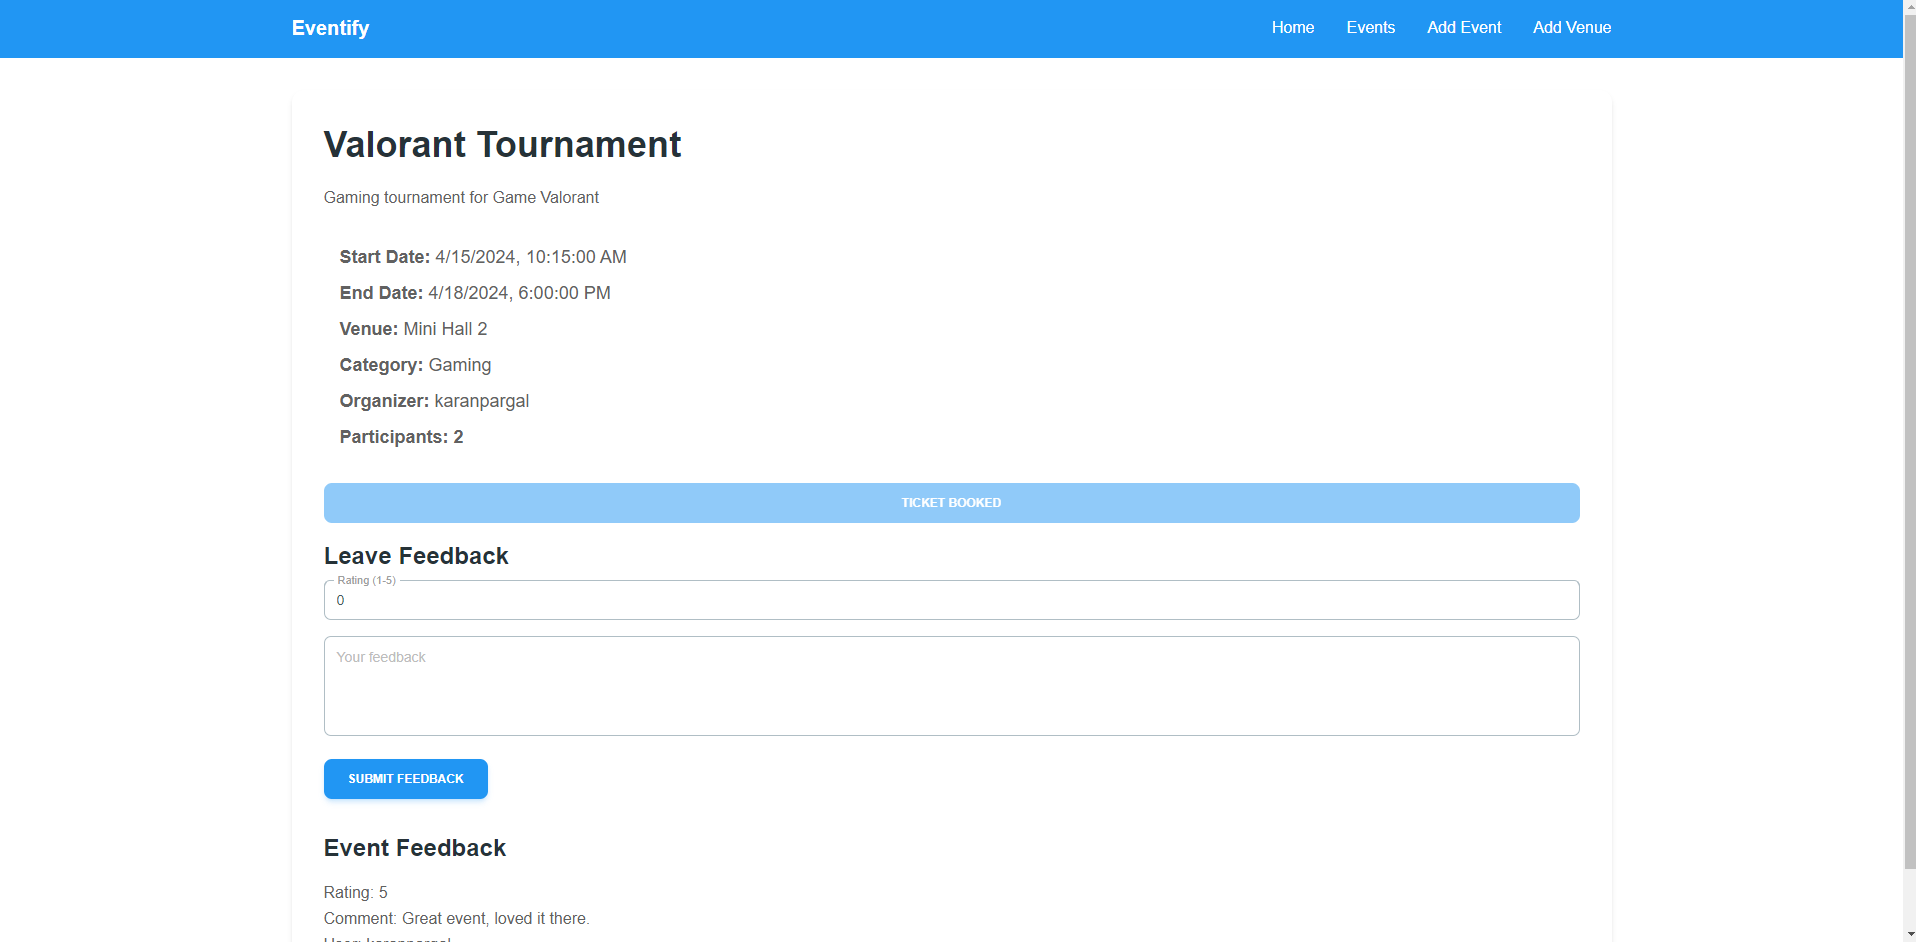 Eventify
Home Events Add Event Add Venue
Valorant Tournament
Gaming tournament for Game Valorant
Start Date: 4/15/2024, 10:15:00 AM
End Date: 4/18/2024, 6:00:00 PM
Venue: Mini Hall 2
Category: Gaming
Organizer: karanpargal
Participants: 2
TICKET BOOKED
Leave Feedback
Rating (1-5)
0
Your feedback
SUBMIT FEEDBACK
Event Feedback
Rating: 5
Comment: Great event, loved it there.
User: karanpargal